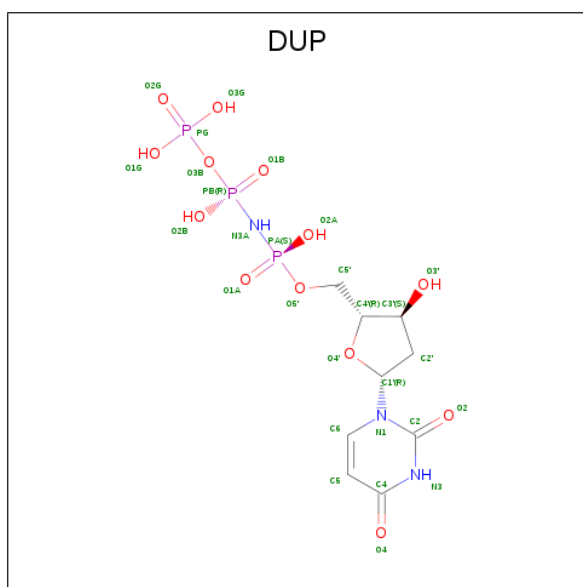 DUP
O2G
O3G
O
OH
P
PG
HO
O
O1G
O3B
O1B
O
PB(R)
P
HO
O2B
NH
N3A
O2A
OH
PA(S)
P
O
O1A
O
O5'
C5'
O3'
OH
C4'(R)
C3'(S)
O
O4'
C2'
C1'(R)
N
N1
C6
C2
O2
O
C5
C4
NH
N3
O
O4